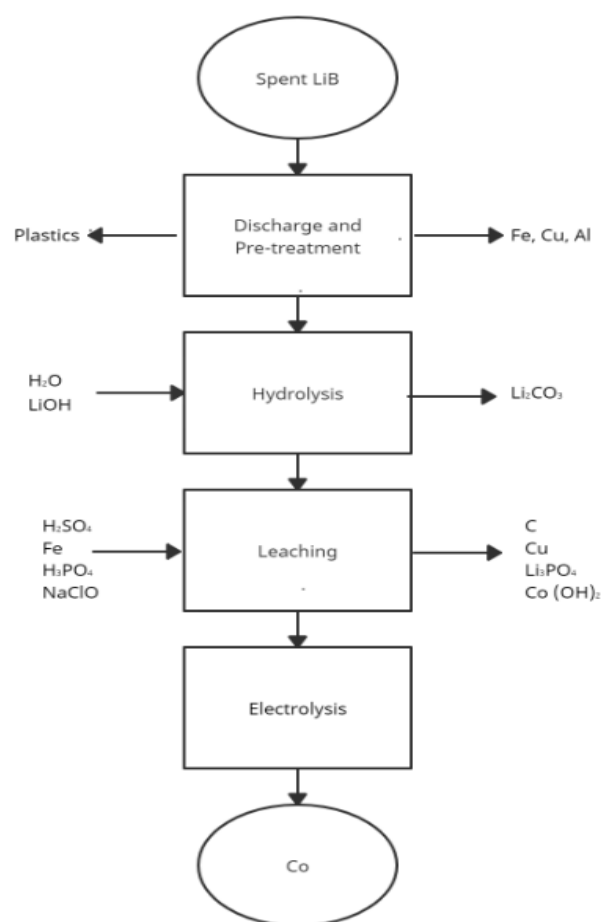 Spent LiB
Discharge and
Pre-treatment
Plastics
Fe, Cu, Al
H₂O
LiOH
Hydrolysis
Li₂CO₃
H₂SO₄
Fe
H₃PO₄
NaClO
Leaching
C
Cu
Li₃PO₄
Co (OH)₂
Electrolysis
Co